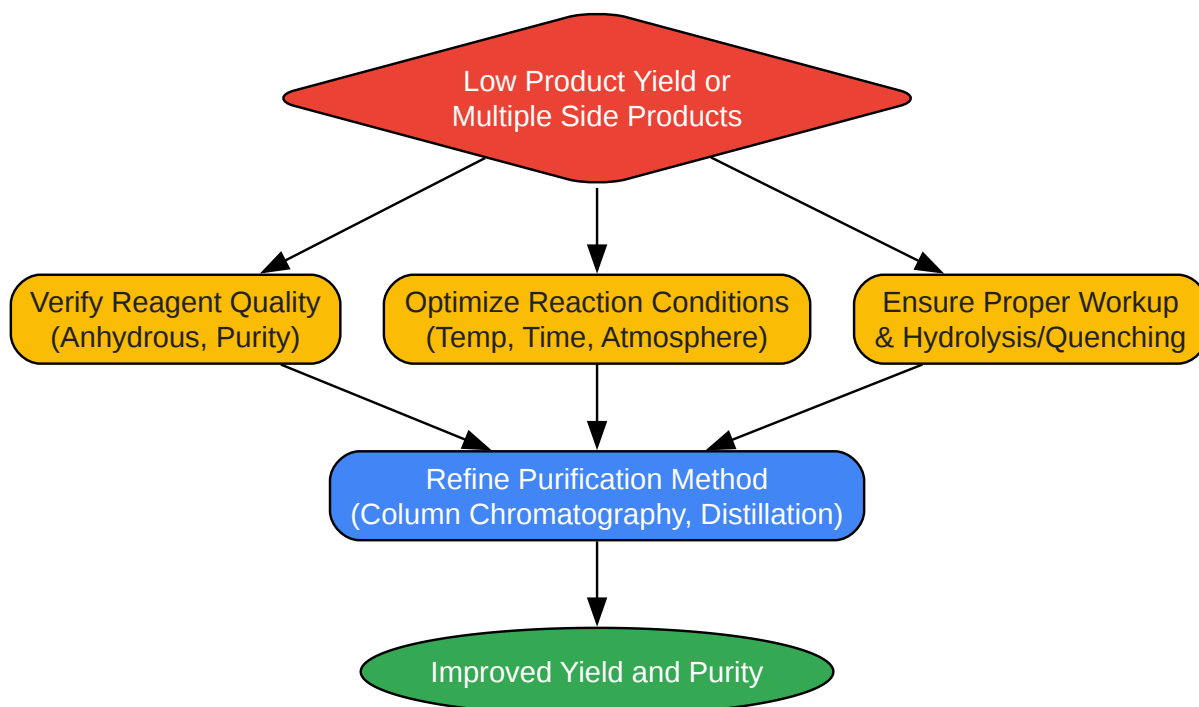 Low Product Yield or
Multiple Side Products
Verify Reagent Quality
(Anhydrous, Purity)
Optimize Reaction Conditions
(Temp, Time, Atmosphere)
Ensure Proper Workup
& Hydrolysis/Quenching
Refine Purification Method
(Column Chromatography, Distillation)
Improved Yield and Purity